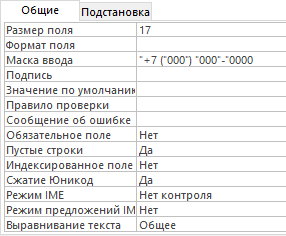 Общие Подстановка
Размер поля 17
Формат поля
Маска ввода "+7 ("000") "000"-"0000
Подпись
Значение по умолчани
Правило проверки
Сообщение об ошибке
Обязательное поле Нет
Пустые строки Да
Индексированное поле Нет
Сжатие Юникод Да
Режим IME Нет контроля
Режим предложений IM Нет
Выравнивание текста Общее